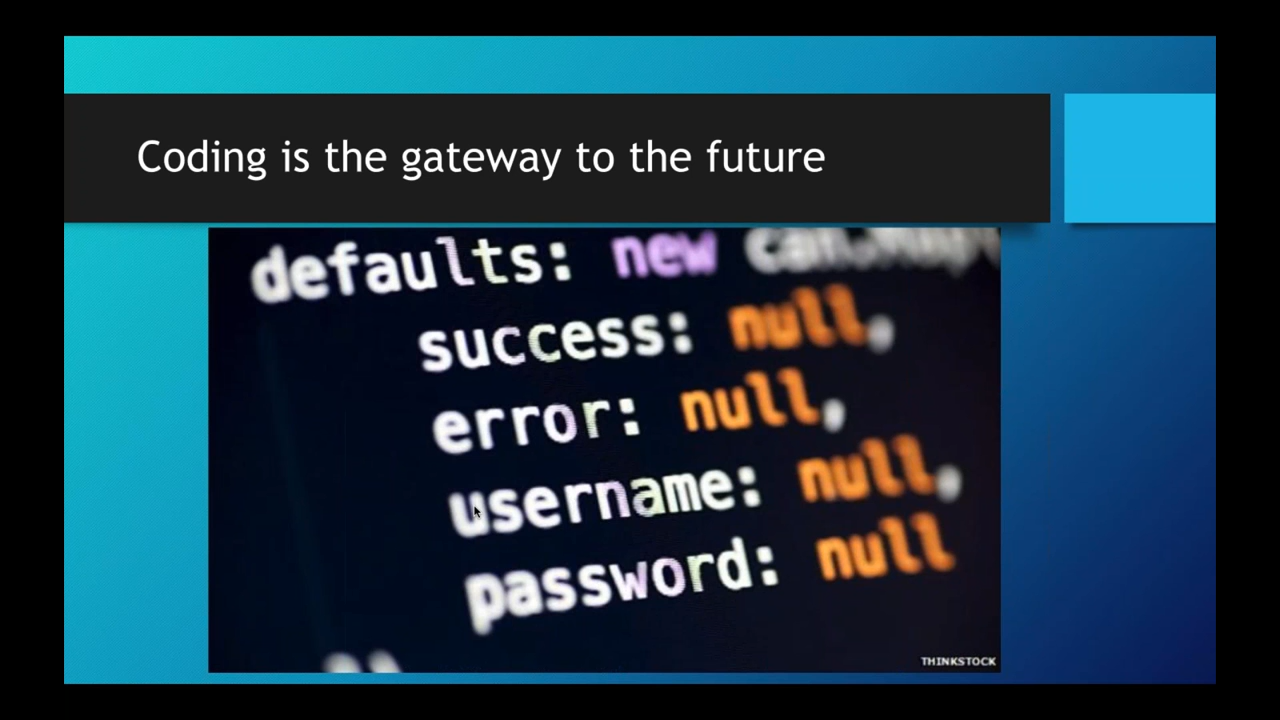 Coding is the gateway to the future
defaults: new
success: null,
error: null,
username: null,
password: null
THINKSTOCK